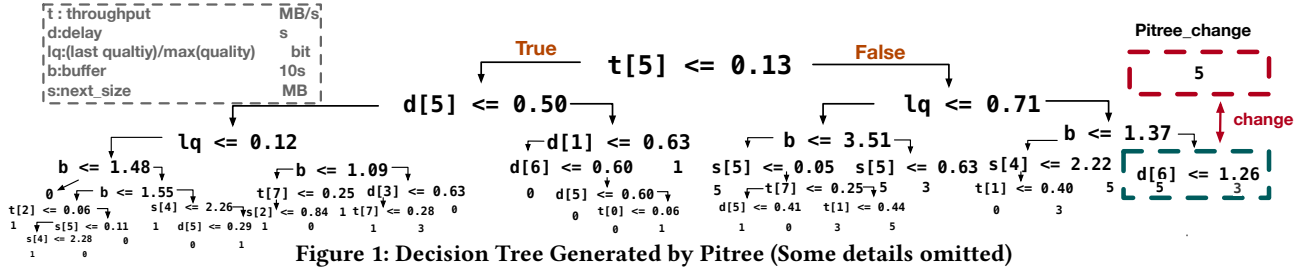 t : throughput MB/s
d:delay s
lq:(last qualtiy)/max(quality) bit
b:buffer 10s
s:next_size MB
Pitree_change
True False
t[5] <= 0.13
5
d[5] <= 0.50 lq <= 0.71
change
lq <= 0.12 d[1] <= 0.63 b <= 3.51 b <= 1.37
b <= 1.48 b <= 1.09 d[6] <= 0.60 1 s[5] <= 0.05 s[5] <= 0.63 s[4] <= 2.22 d[6] <= 1.26
0 b <= 1.55 t[7] <= 0.25 d[3] <= 0.63 0 d[5] <= 0.60 5 t[7] <= 0.25 5 3 t[1] <= 0.40 5 5 3
t[2] <= 0.06 s[4] <= 2.26 s[2] <= 0.84 1 t[7] <= 0.28 0 0 t[0] <= 0.06 d[5] <= 0.41 t[1] <= 0.44 0 3
1 s[5] <= 0.11 1 d[5] <= 0.29 1 0 1 3 0 1 1 0 3 5
s[4] <= 2.28 0 0 1
1 0
Figure 1: Decision Tree Generated by Pitree (Some details omitted)